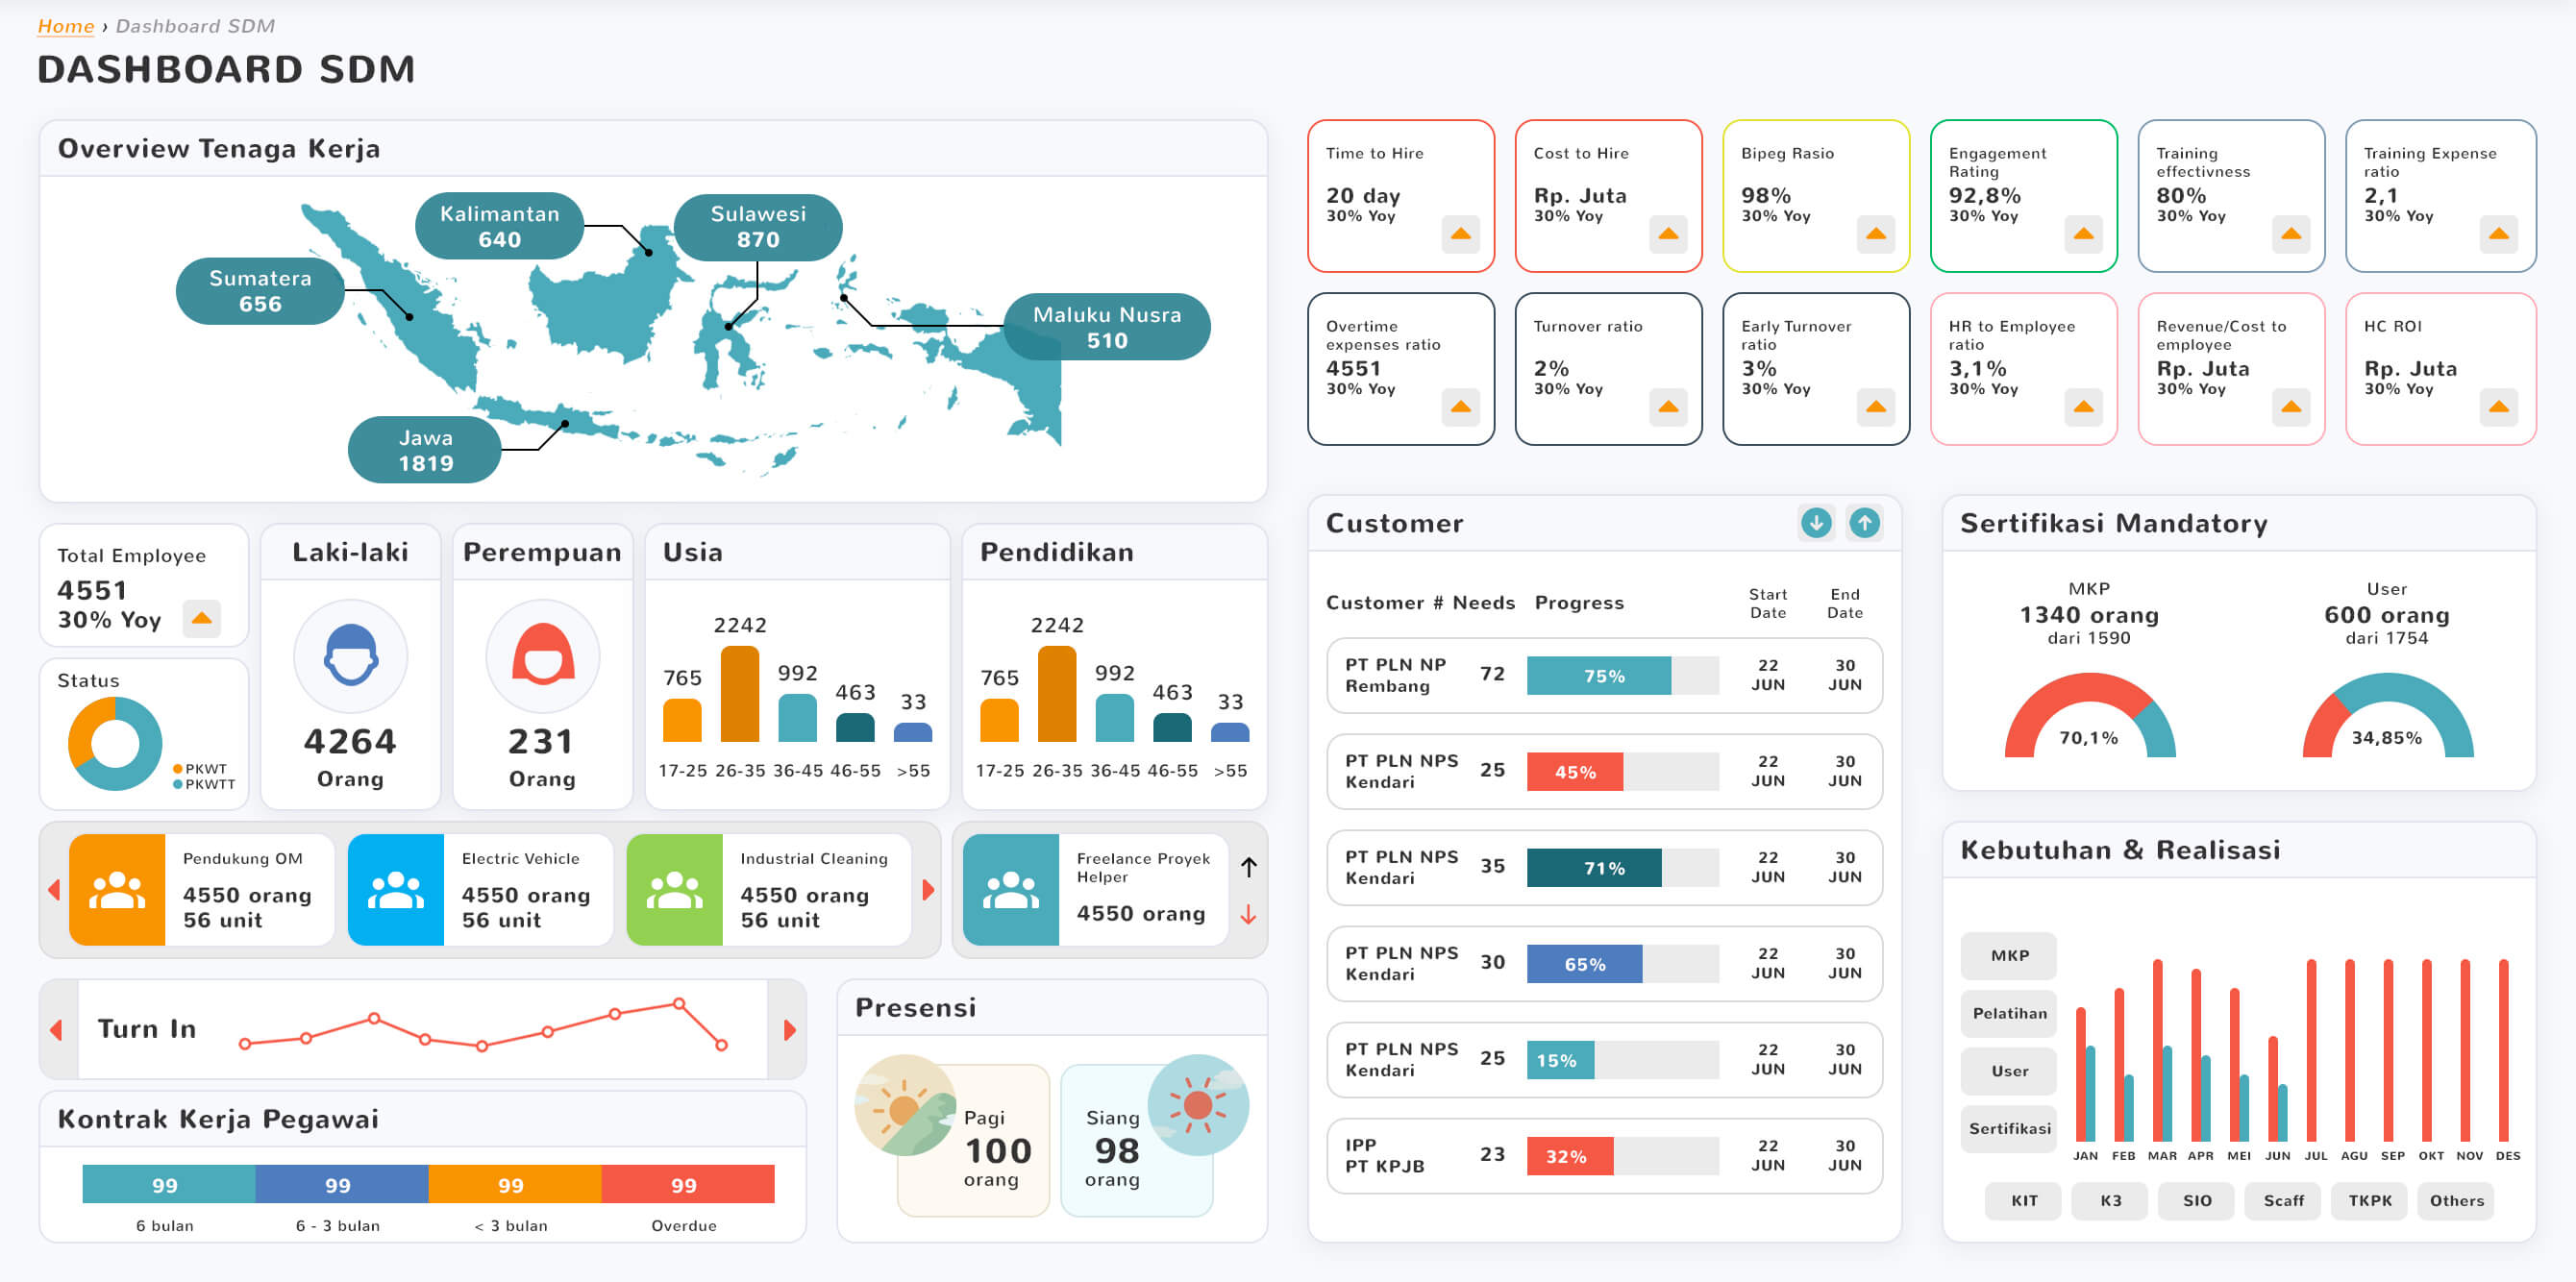 Home › Dashboard SDM
DASHBOARD SDM
Overview Tenaga Kerja
Kalimantan
640
Sulawesi
870
Sumatera
656
Maluku Nusra
510
Jawa
1819
Time to Hire
20 day
30% Yoy
Cost to Hire
Rp. Juta
30% Yoy
Bipeg Rasio
98%
30% Yoy
Engagement
Rating
92,8%
30% Yoy
Training
effectivness
80%
30% Yoy
Training Expense
ratio
2,1
30% Yoy
Overtime
expenses ratio
4551
30% Yoy
Turnover ratio
2%
30% Yoy
Early Turnover
ratio
3%
30% Yoy
HR to Employee
ratio
3,1%
30% Yoy
Revenue/Cost to
employee
Rp. Juta
30% Yoy
HC ROI
Rp. Juta
30% Yoy
Total Employee
4551
30% Yoy
Status
PKWT
PKWTT
Laki-laki
4264
Orang
Perempuan
231
Orang
Usia
765 2242 992 463 33
17-25 26-35 36-45 46-55 >55
Pendidikan
765 2242 992 463 33
17-25 26-35 36-45 46-55 >55
Pendukung OM
4550 orang
56 unit
Electric Vehicle
4550 orang
56 unit
Industrial Cleaning
4550 orang
56 unit
Freelance Proyek
Helper
4550 orang
Turn In
Kontrak Kerja Pegawai
99 99 99 99
6 bulan 6 - 3 bulan < 3 bulan Overdue
Presensi
Pagi
100
orang
Siang
98
orang
Customer
Customer # Needs Progress Start Date End Date
PT PLN NP
Rembang
72 75% 22 JUN 30 JUN
PT PLN NPS
Kendari
25 45% 22 JUN 30 JUN
PT PLN NPS
Kendari
35 71% 22 JUN 30 JUN
PT PLN NPS
Kendari
30 65% 22 JUN 30 JUN
PT PLN NPS
Kendari
25 15% 22 JUN 30 JUN
IPP
PT KPJB
23 32% 22 JUN 30 JUN
Sertifikasi Mandatory
MKP
1340 orang
dari 1590
70,1%
User
600 orang
dari 1754
34,85%
Kebutuhan & Realisasi
MKP
Pelatihan
User
Sertifikasi
JAN FEB MAR APR MEI JUN JUL AGU SEP OKT NOV DES
KIT K3 SIO Scaff TKPK Others